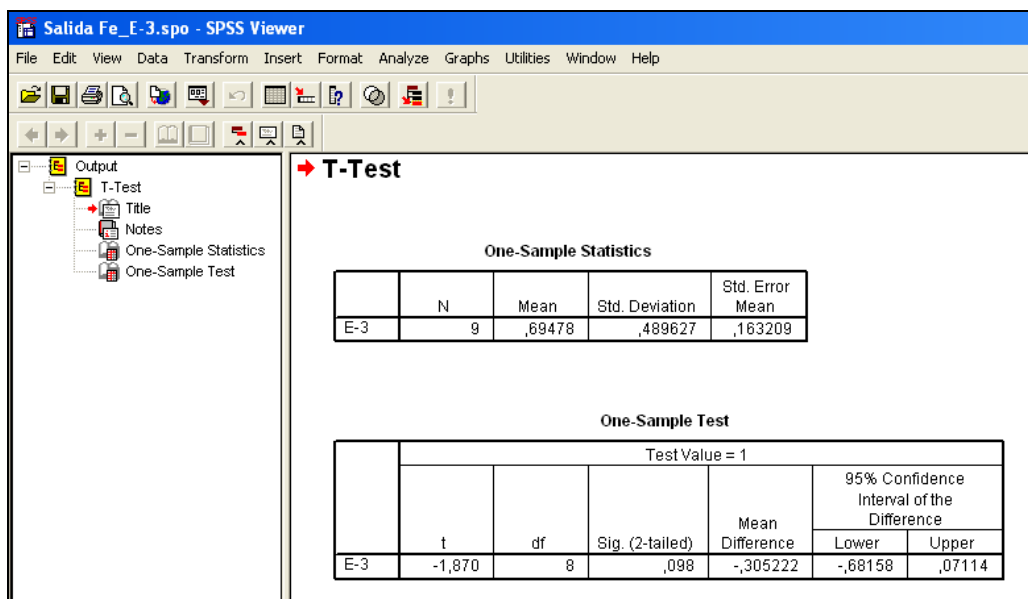 Salida Fe_E-3.spo - SPSS Viewer
File Edit View Data Transform Insert Format Analyze Graphs Utilities Window Help
Output
T-Test
Title
Notes
One-Sample Statistics
One-Sample Test
T-Test
One-Sample Statistics
N Mean Std. Deviation Std. Error Mean
E-3 9 ,69478 ,489627 ,163209
One-Sample Test
Test Value = 1
95% Confidence
Interval of the
Difference
t df Sig. (2-tailed) Mean Difference Lower Upper
E-3 -1,870 8 ,098 -,305222 -,68158 ,07114